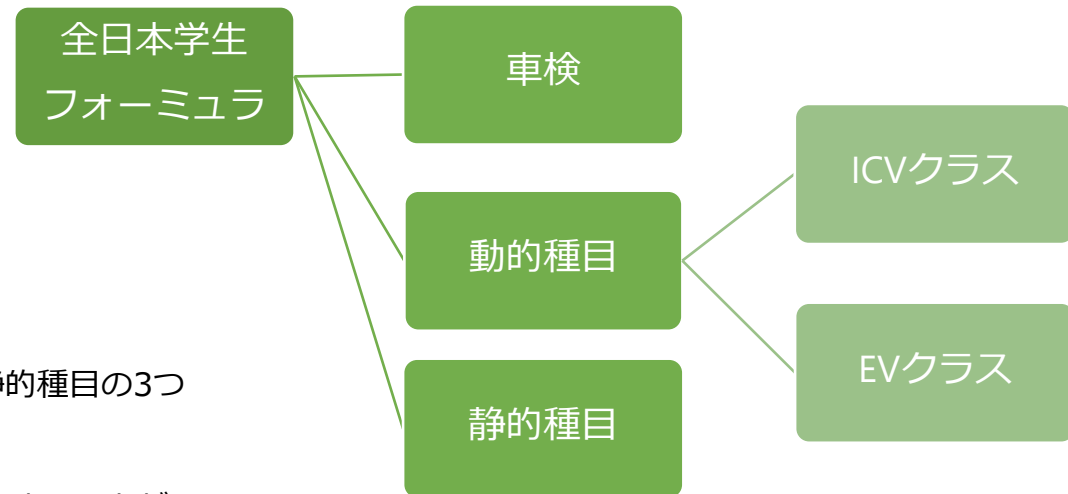 全日本学生
フォーミュラ
車検
動的種目
静的種目
ICVクラス
EVクラス
的種目の3つ